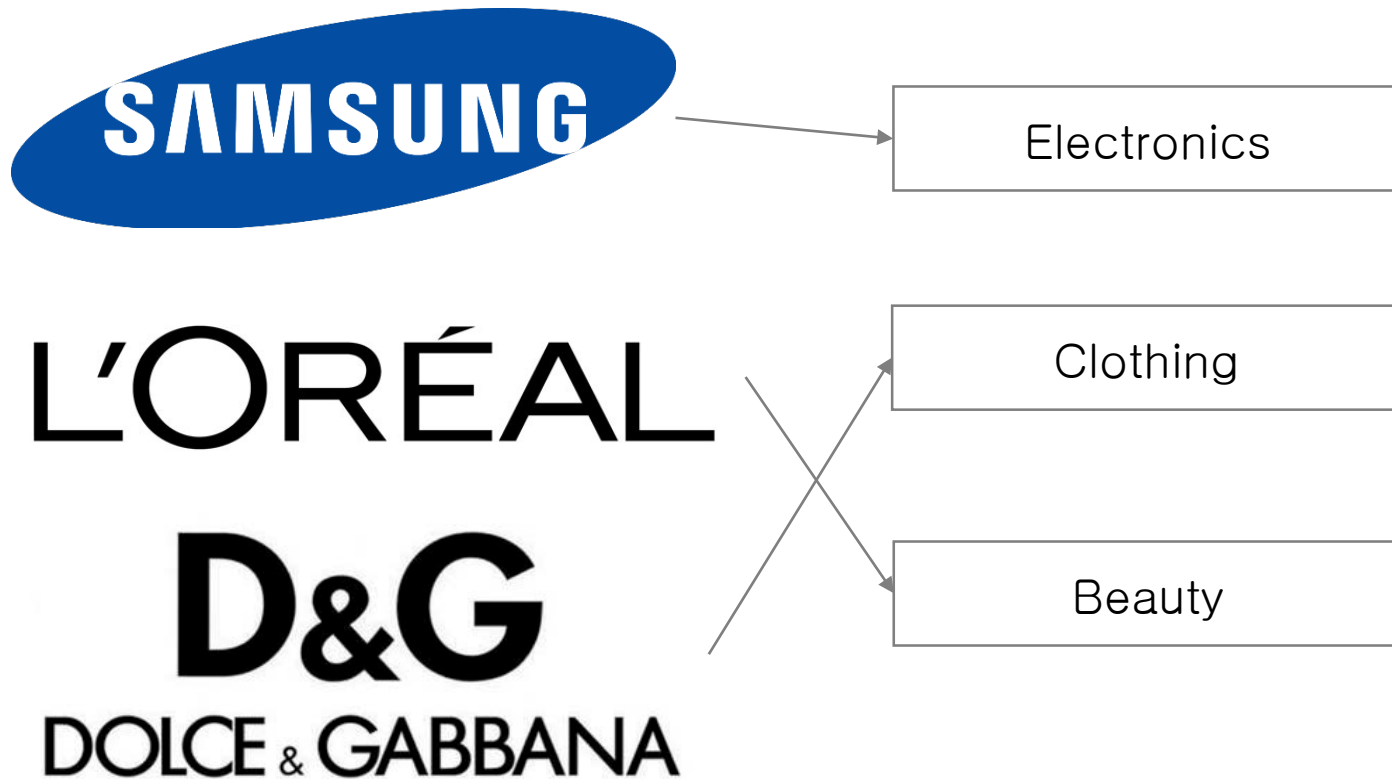 SAMSUNG
Electronics
L'ORÉAL
Clothing
D&G
DOLCE & GABBANA
Beauty